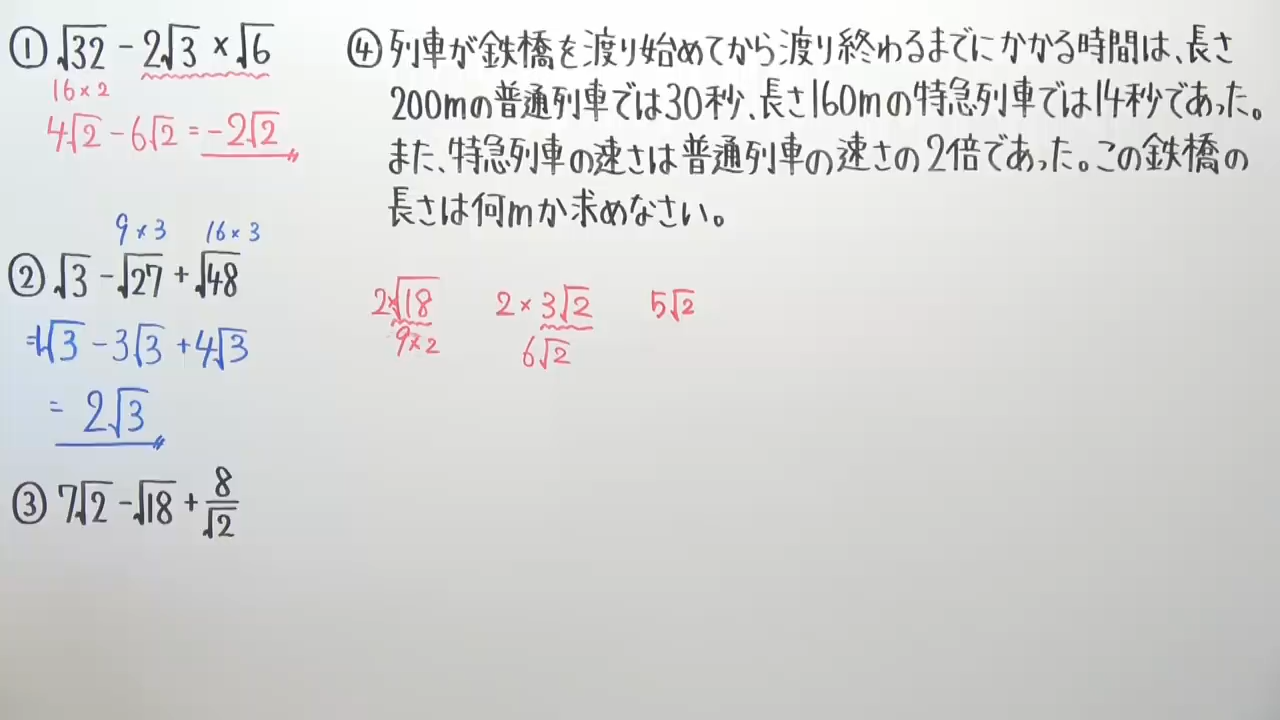 ① √32 - 2√3 × √6
16 × 2
4√2 - 6√2 = -2√2
9 × 3 16 × 3
② √3 - √27 + √48
= 1√3 - 3√3 + 4√3
= 2√3
③ 7√2 - √18 + 8/√2
④ 列車が鉄橋を渡り始めてから渡り終わるまでにかかる時間は、長さ
200mの普通列車では30秒、長さ160mの特急列車では14秒であった。
また、特急列車の速さは普通列車の速さの2倍であった。この鉄橋の
長さは何mか求めなさい。
2×√18 2 × 3√2 5√2
9×2 6√2